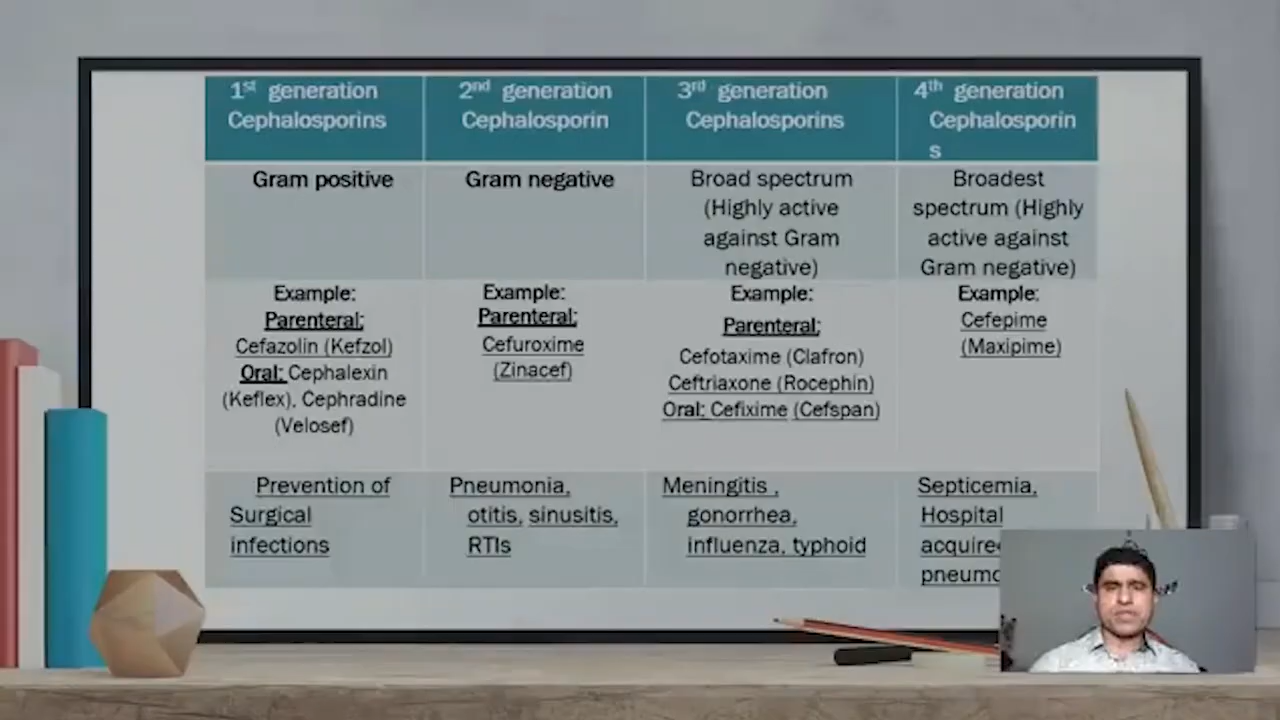 1st generation
Cephalosporins
2nd generation
Cephalosporin
3rd generation
Cephalosporins
4th generation
Cephalosporin
s
Gram positive
Gram negative
Broad spectrum
(Highly active
against Gram
negative)
Broadest
spectrum (Highly
active against
Gram negative)
Example:
Parenteral:
Cefazolin (Kefzol)
Oral: Cephalexin
(Keflex), Cephradine
(Velosef)
Example:
Parenteral:
Cefuroxime
(Zinacef)
Example:
Parenteral:
Cefotaxime (Clafron)
Ceftriaxone (Rocephin)
Oral: Cefixime (Cefspan)
Example:
Cefepime
(Maxipime)
Prevention of
Surgical
infections
Pneumonia,
otitis, sinusitis,
RTIs
Meningitis ,
gonorrhea,
influenza, typhoid
Septicemia,
Hospital